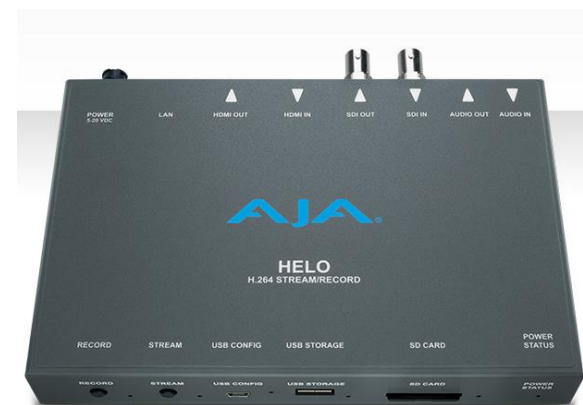 POWER LAN HDMI OUT HDMI IN SDI OUT SDI IN AUDIO OUT AUDIO IN
5-20 VDC
AJA®
HELO
H.264 STREAM/RECORD
RECORD STREAM USB CONFIG USB STORAGE SD CARD POWER STATUS
RECORD STREAM USB CONFIG USB STORAGE SD CARD POWER STATUS